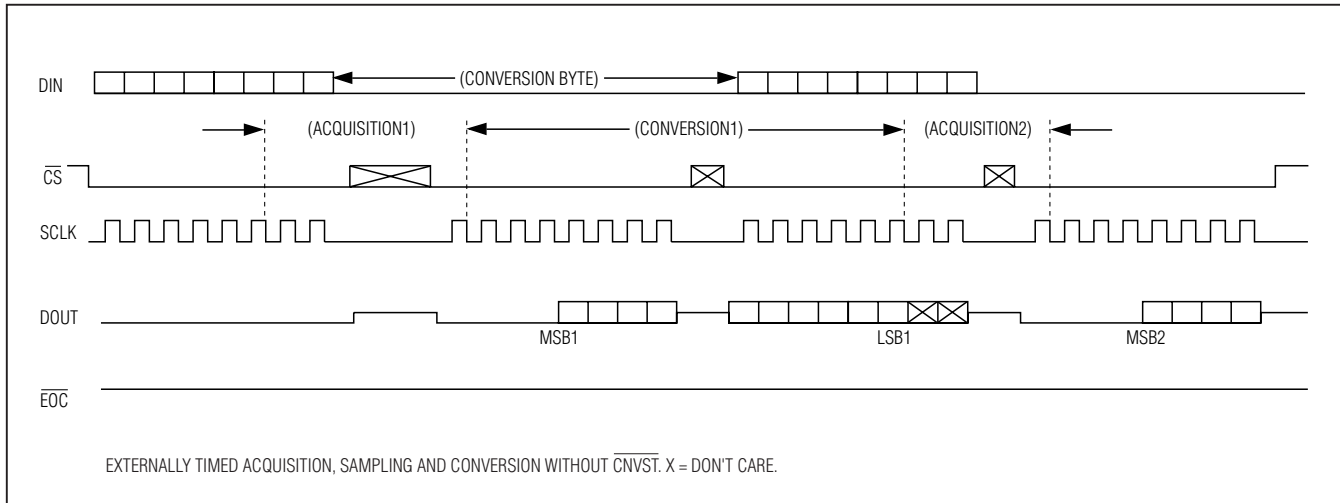 DIN
(CONVERSION BYTE)
(ACQUISITION1)
(CONVERSION1)
(ACQUISITION2)
CS
SCLK
DOUT
MSB1
LSB1
MSB2
EOC
EXTERNALLY TIMED ACQUISITION, SAMPLING AND CONVERSION WITHOUT CNVST. X = DON'T CARE.